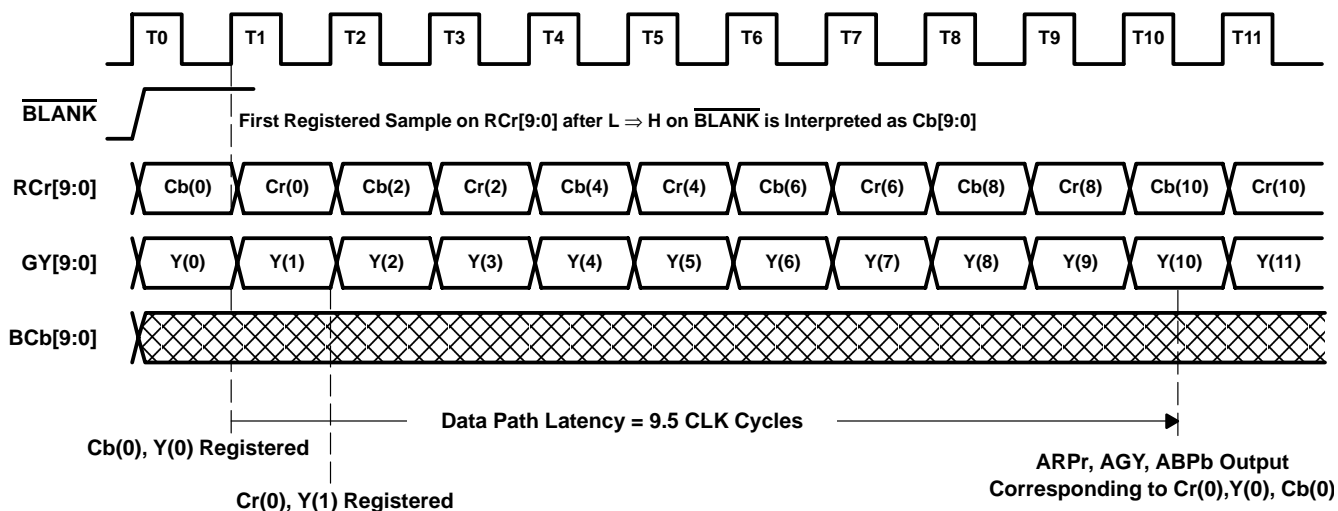 T0 T1 T2 T3 T4 T5 T6 T7 T8 T9 T10 T11
BLANK
First Registered Sample on RCr[9:0] after L ⇒ H on BLANK is Interpreted as Cb[9:0]
RCr[9:0] Cb(0) Cr(0) Cb(2) Cr(2) Cb(4) Cr(4) Cb(6) Cr(6) Cb(8) Cr(8) Cb(10) Cr(10)
GY[9:0] Y(0) Y(1) Y(2) Y(3) Y(4) Y(5) Y(6) Y(7) Y(8) Y(9) Y(10) Y(11)
BCb[9:0]
Data Path Latency = 9.5 CLK Cycles
Cb(0), Y(0) Registered
Cr(0), Y(1) Registered
ARPr, AGY, ABPb Output
Corresponding to Cr(0),Y(0), Cb(0)